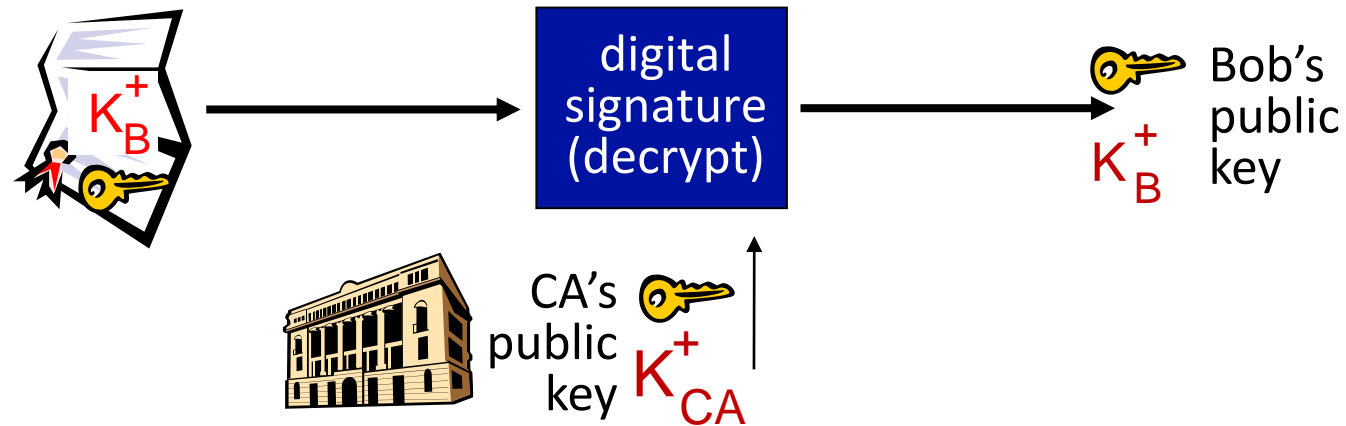 K+B
digital
signature
(decrypt)
K+B
Bob’s
public
key
CA’s
public
key
K+CA